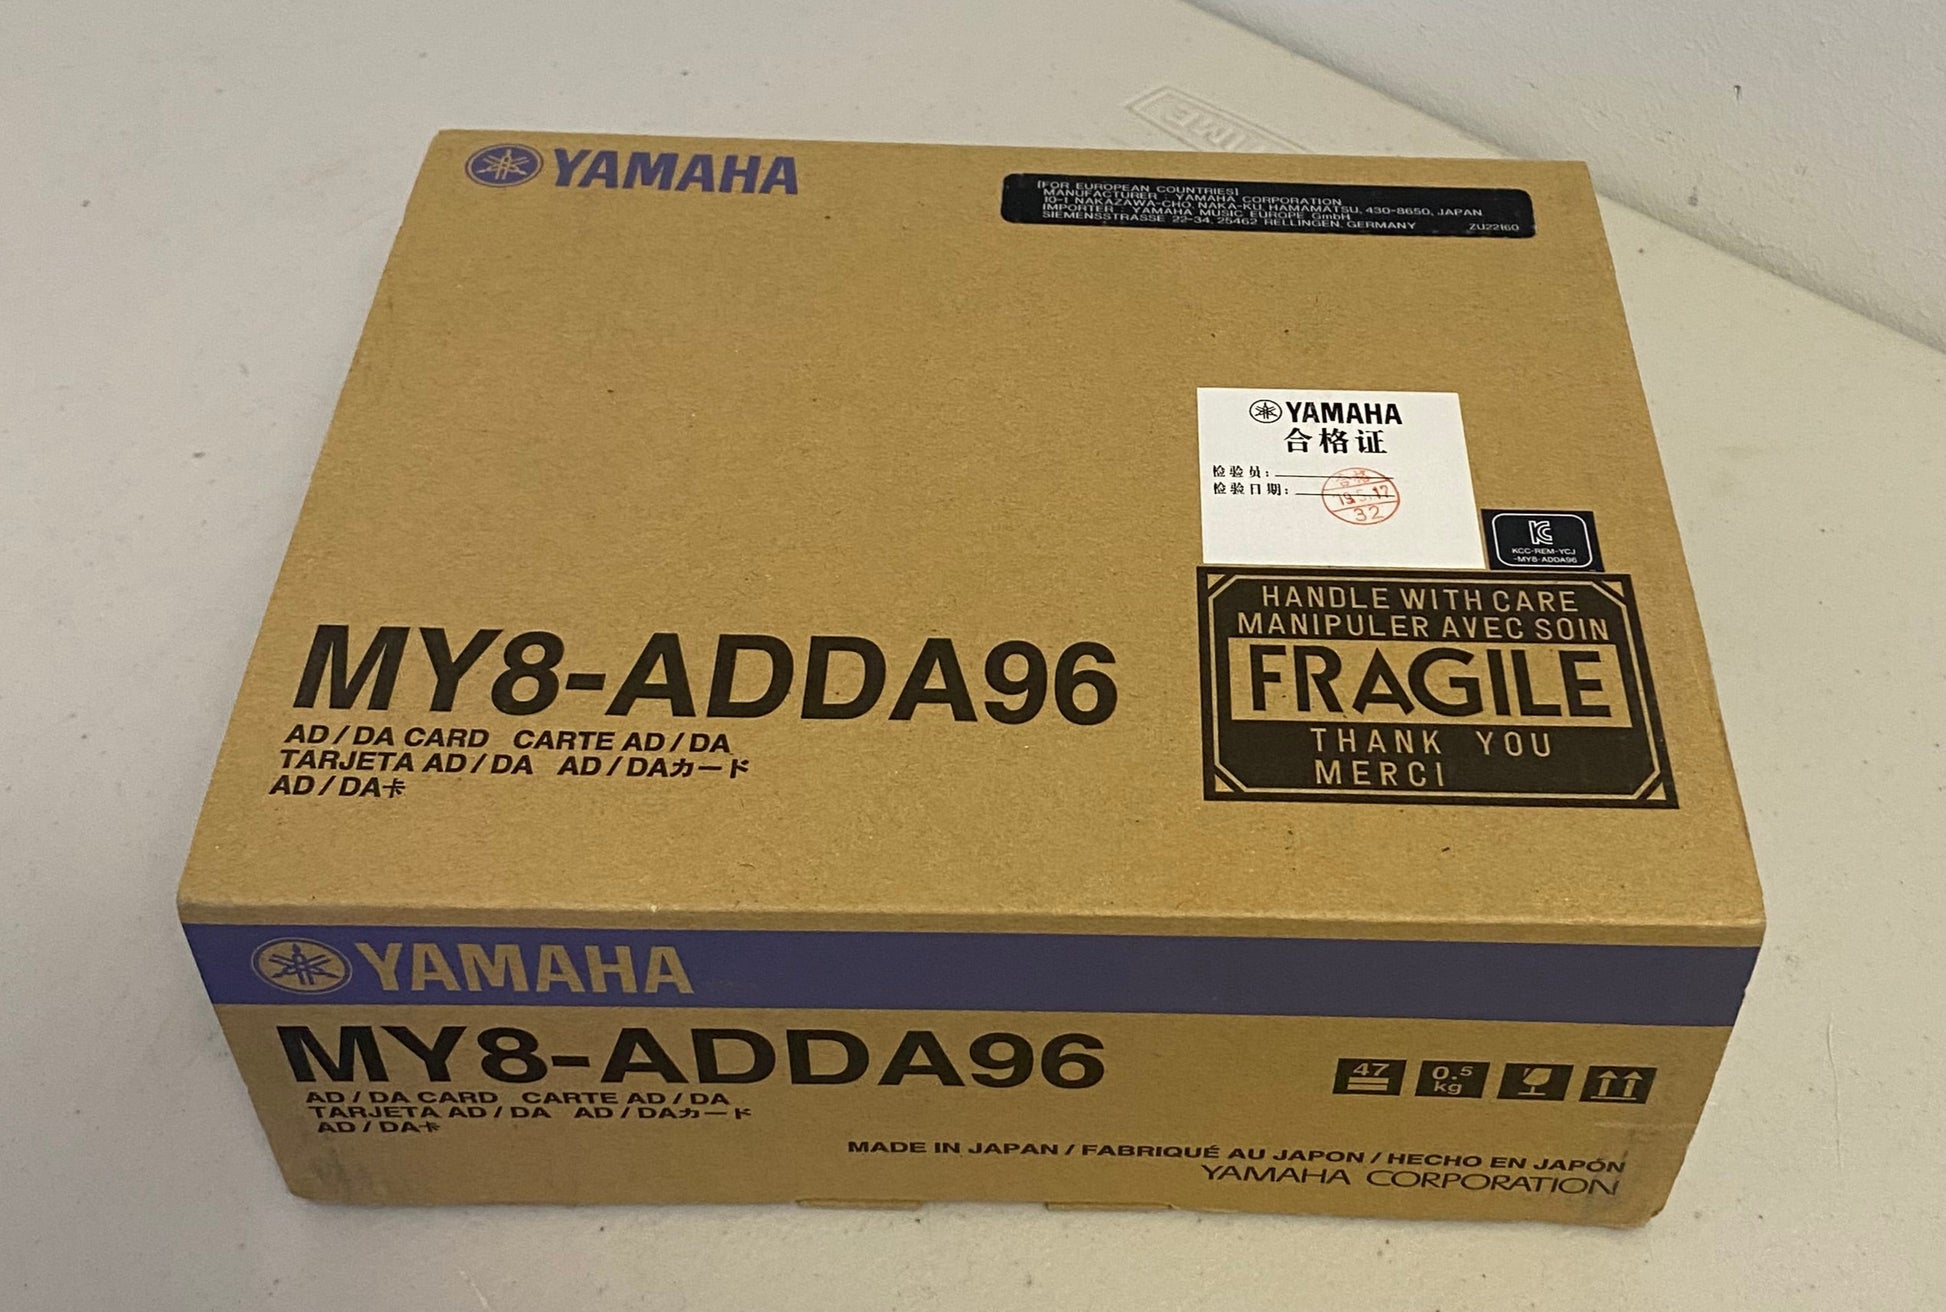 YAMAHA
[FOR EUROPEAN COUNTRIES]
MANUFACTURER : YAMAHA CORPORATION
10-1 NAKAZAWA-CHO, NAKA-KU, HAMAMATSU, 430-8650, JAPAN
IMPORTER : YAMAHA MUSIC EUROPE GmbH
SIEMENSSTRASSE 22-34, 25462 RELLINGEN, GERMANY ZU22160
YAMAHA
合格证
检验员:
检验日期:
32
KC
KCC-REM-YCJ
-MY8-ADDA96
HANDLE WITH CARE
MANIPULER AVEC SOIN
FRAGILE
THANK YOU
MERCI
MY8-ADDA96
AD / DA CARD CARTE AD / DA
TARJETA AD / DA AD / DAカード
AD / DA卡
YAMAHA
MY8-ADDA96
AD / DA CARD CARTE AD / DA
TARJETA AD / DA AD / DAカード
AD / DA卡
47
0.5
kg
MADE IN JAPAN / FABRIQUÉ AU JAPON / HECHO EN JAPÓN
YAMAHA CORPORATION